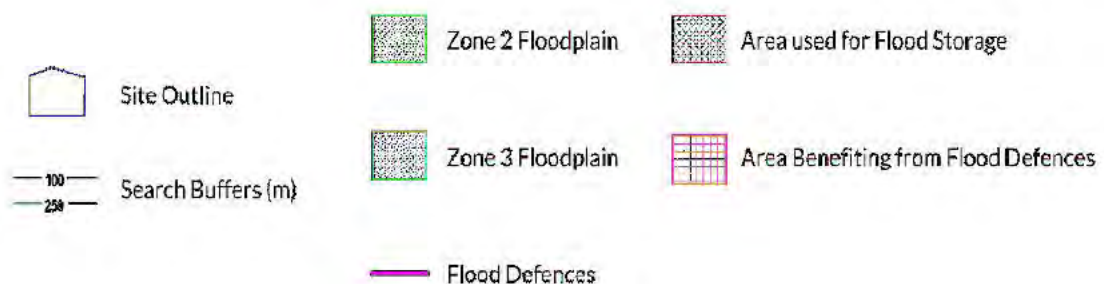 Zone 2 Floodplain
Area used for Flood Storage
Site Outline
Zone 3 Floodplain
Area Benefiting from Flood Defences
100
250
Search Buffers (m)
Flood Defences